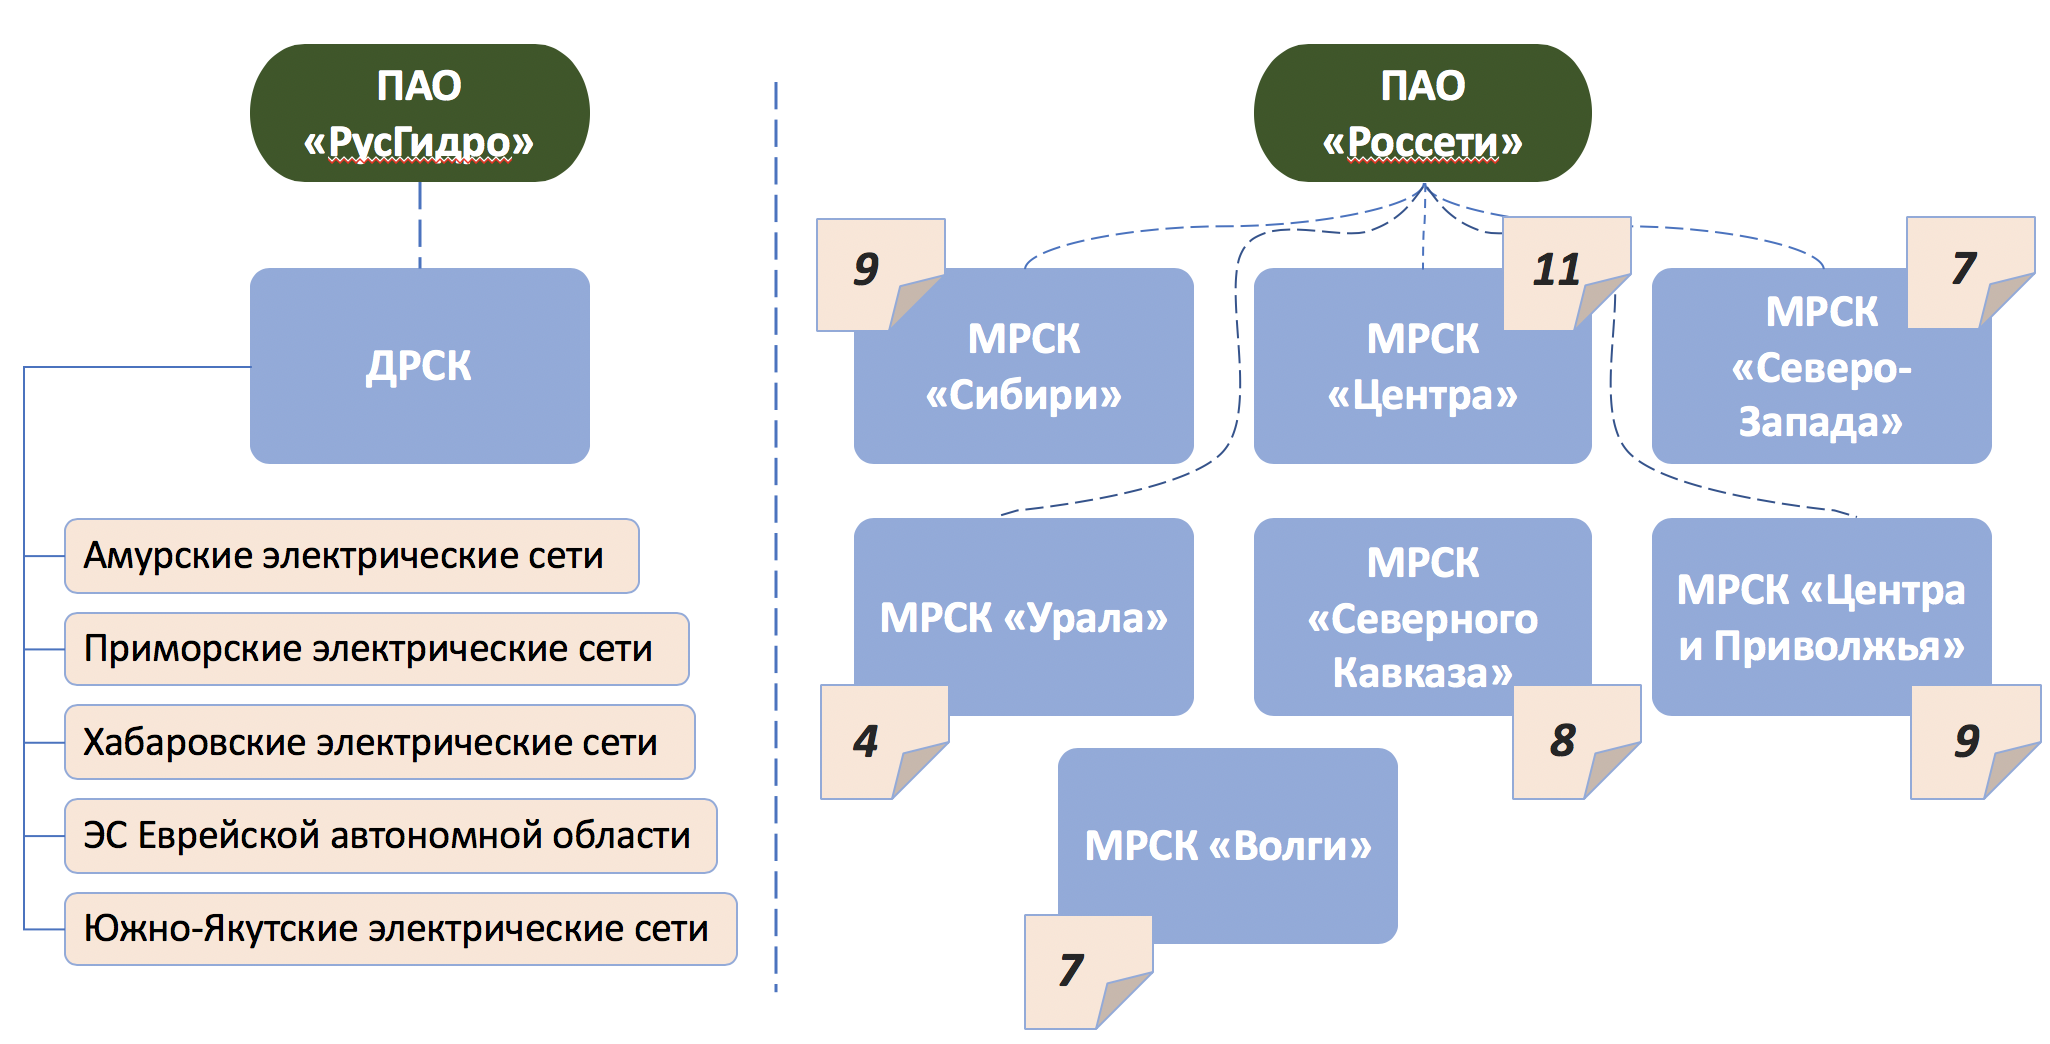 ПАО
«РусГидро»
ДРСК
Амурские электрические сети
Приморские электрические сети
Хабаровские электрические сети
ЭС Еврейской автономной области
Южно-Якутские электрические сети
ПАО
«Россети»
9
МРСК
«Сибири»
11
МРСК
«Центра»
7
МРСК
«Северо-
Запада»
МРСК «Урала»
4
МРСК
«Северного
Кавказа»
8
МРСК «Центра
и Приволжья»
9
МРСК «Волги»
7